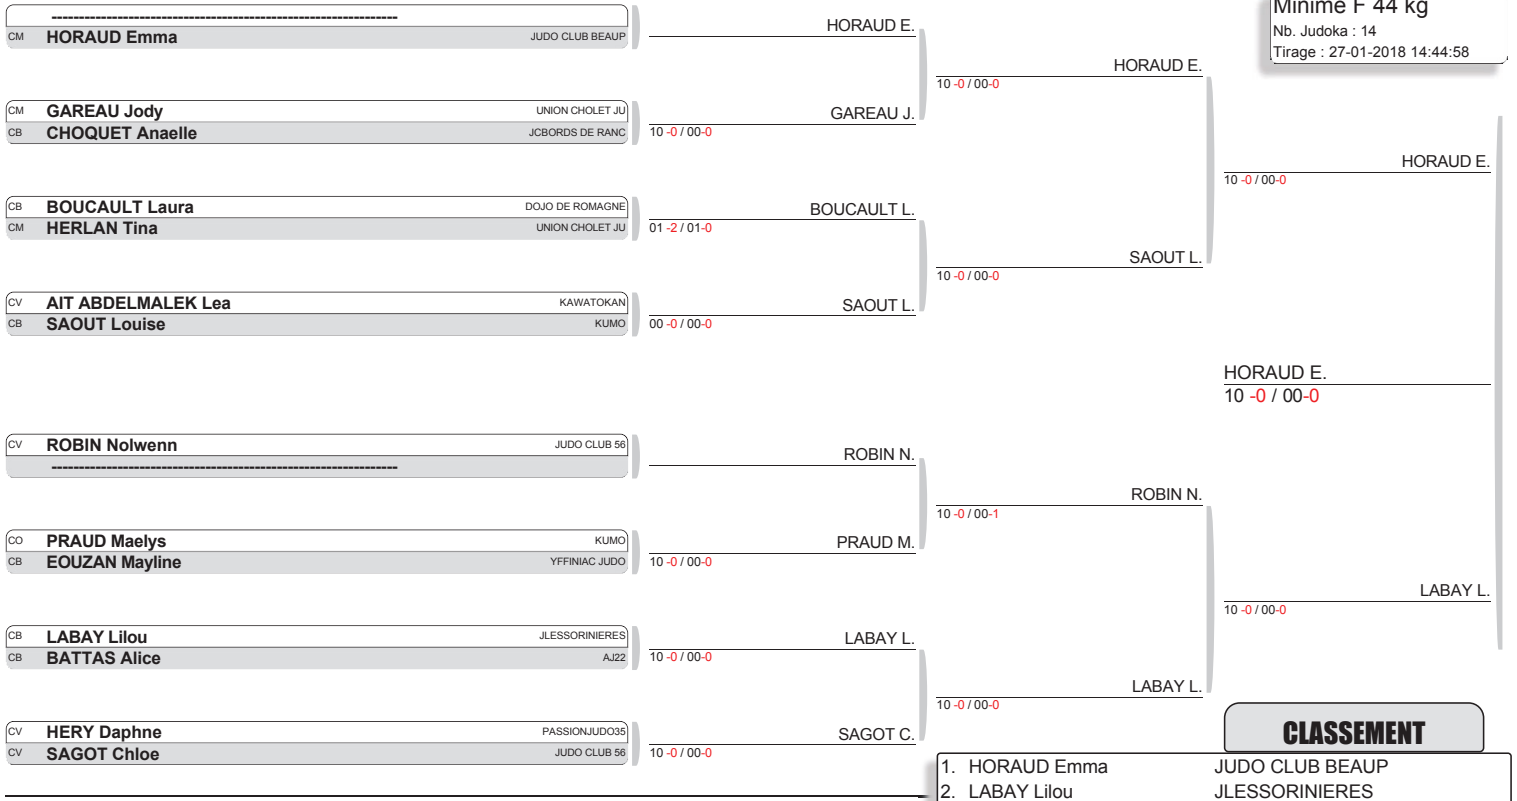 Minime F 44 kg
Nb. Judoka : 14
Tirage : 27-01-2018 14:44:58
----------------------------------------------------------------
CM HORAUD Emma JUDO CLUB BEAUP
CM GAREAU Jody UNION CHOLET JU
CB CHOQUET Anaelle JCBORDS DE RANC
CB BOUCAULT Laura DOJO DE ROMAGNE
CM HERLAN Tina UNION CHOLET JU
CV AIT ABDELMALEK Lea KAWATOKAN
CB SAOUT Louise KUMO
CV ROBIN Nolwenn JUDO CLUB 56
----------------------------------------------------------------
CO PRAUD Maelys KUMO
CB EOUZAN Mayline YFFINIAC JUDO
CB LABAY Lilou JLESSORINIERES
CB BATTAS Alice AJ22
CV HERY Daphne PASSIONJUDO35
CV SAGOT Chloe JUDO CLUB 56
HORAUD E.
GAREAU J.
10 -0 / 00-0
BOUCAULT L.
01 -2 / 01-0
SAOUT L.
00 -0 / 00-0
ROBIN N.
PRAUD M.
10 -0 / 00-0
LABAY L.
10 -0 / 00-0
SAGOT C.
10 -0 / 00-0
HORAUD E.
10 -0 / 00-0
SAOUT L.
10 -0 / 00-0
ROBIN N.
10 -0 / 00-1
LABAY L.
10 -0 / 00-0
HORAUD E.
10 -0 / 00-0
HORAUD E.
10 -0 / 00-0
LABAY L.
10 -0 / 00-0
CLASSEMENT
1. HORAUD Emma JUDO CLUB BEAUP
2. LABAY Lilou JLESSORINIERES